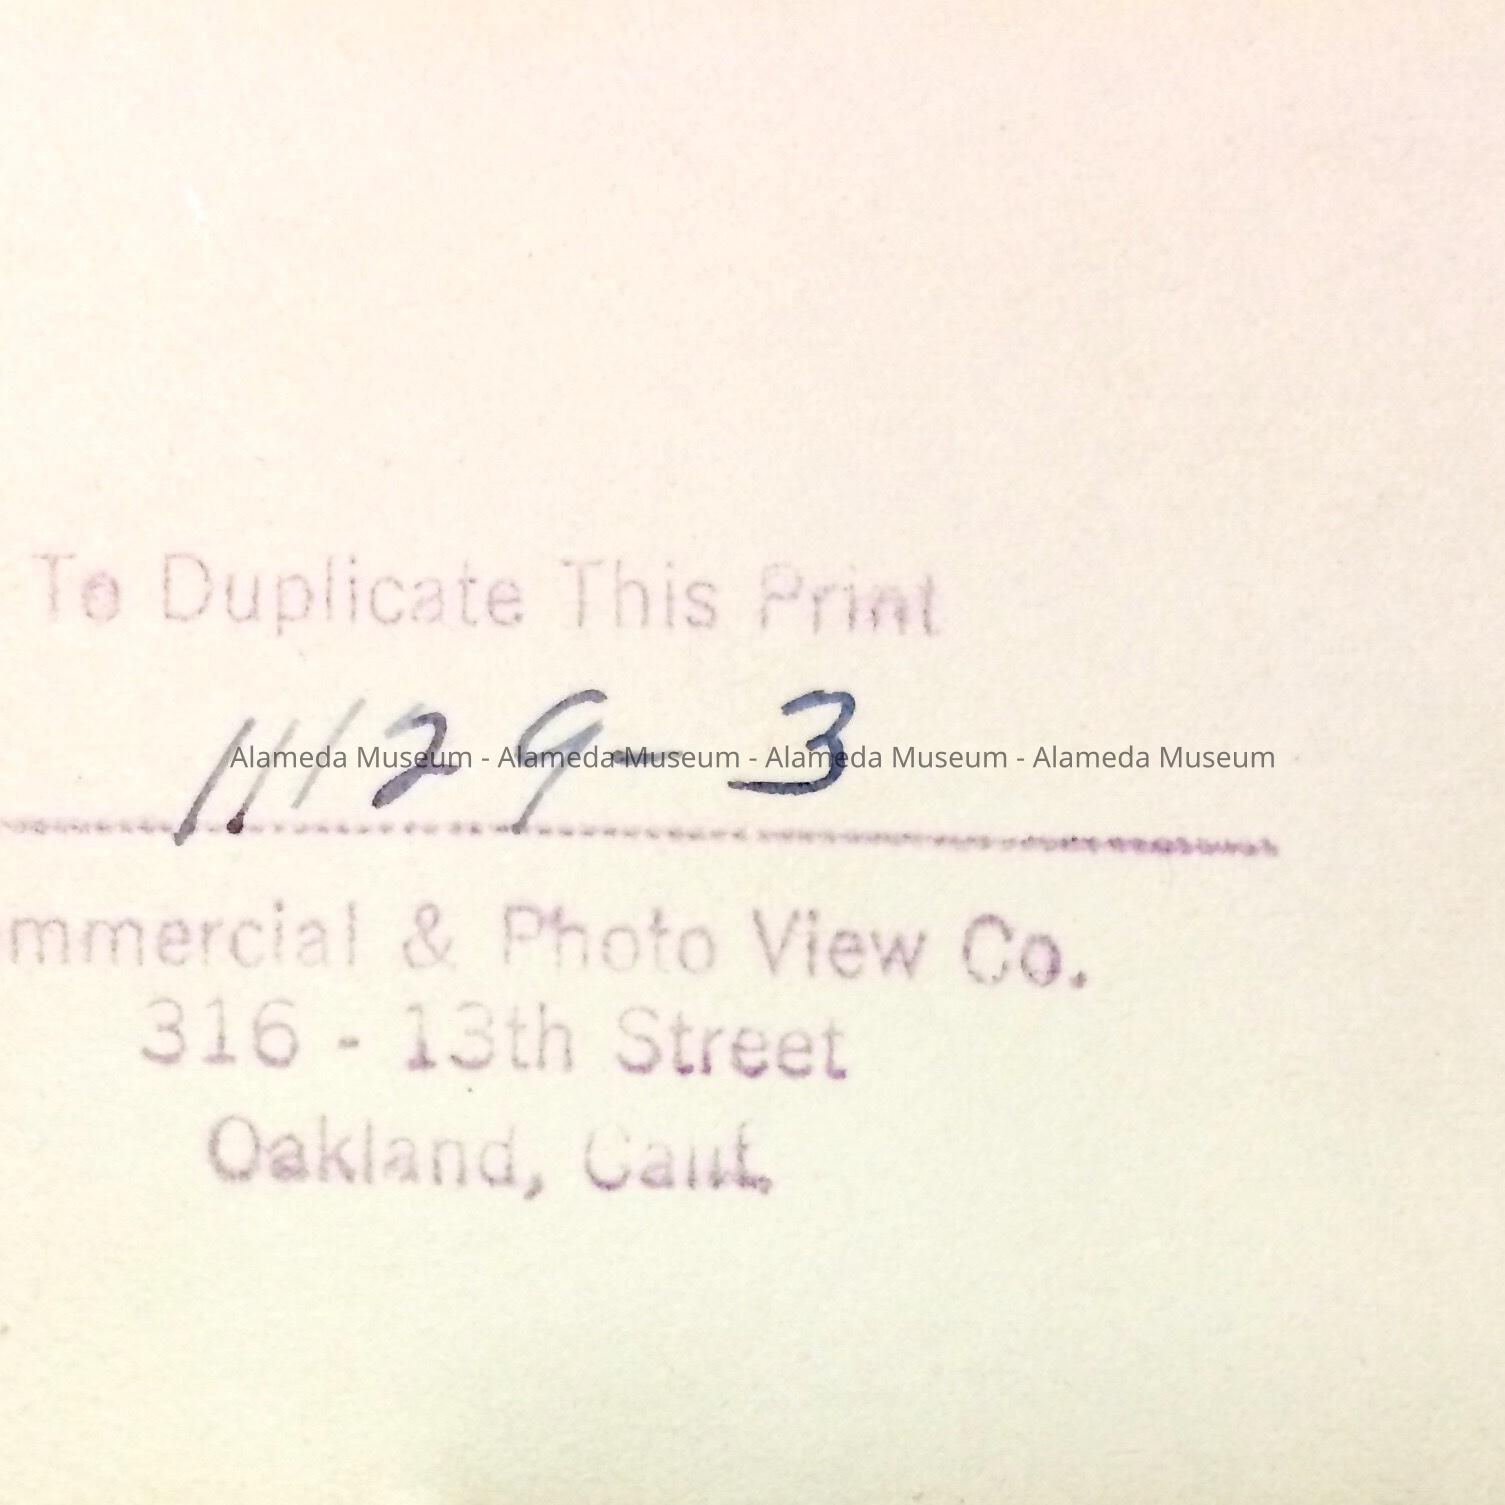 To Duplicate This Print
11129-3
Alameda Museum - Alameda Museum - Alameda Museum - Alameda Museum
mmercial & Photo View Co.
316 - 13th Street
Oakland, Calif.